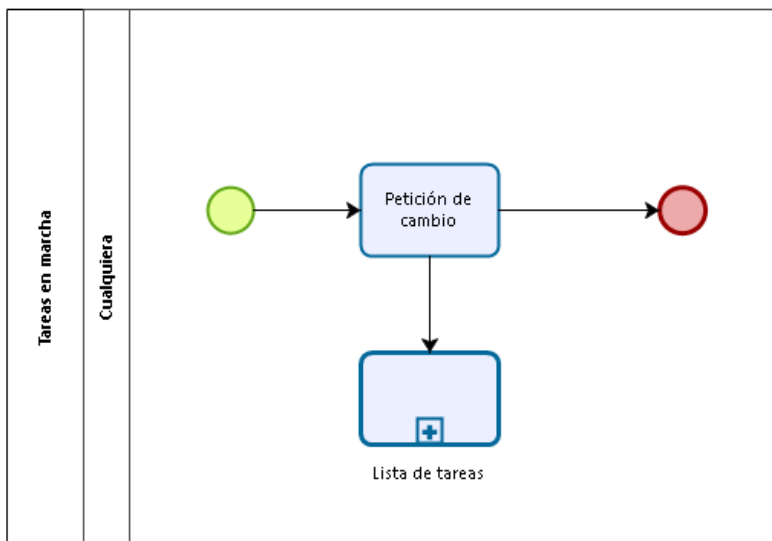 Tareas en marcha
Cualquiera
Petición de
cambio
Lista de tareas